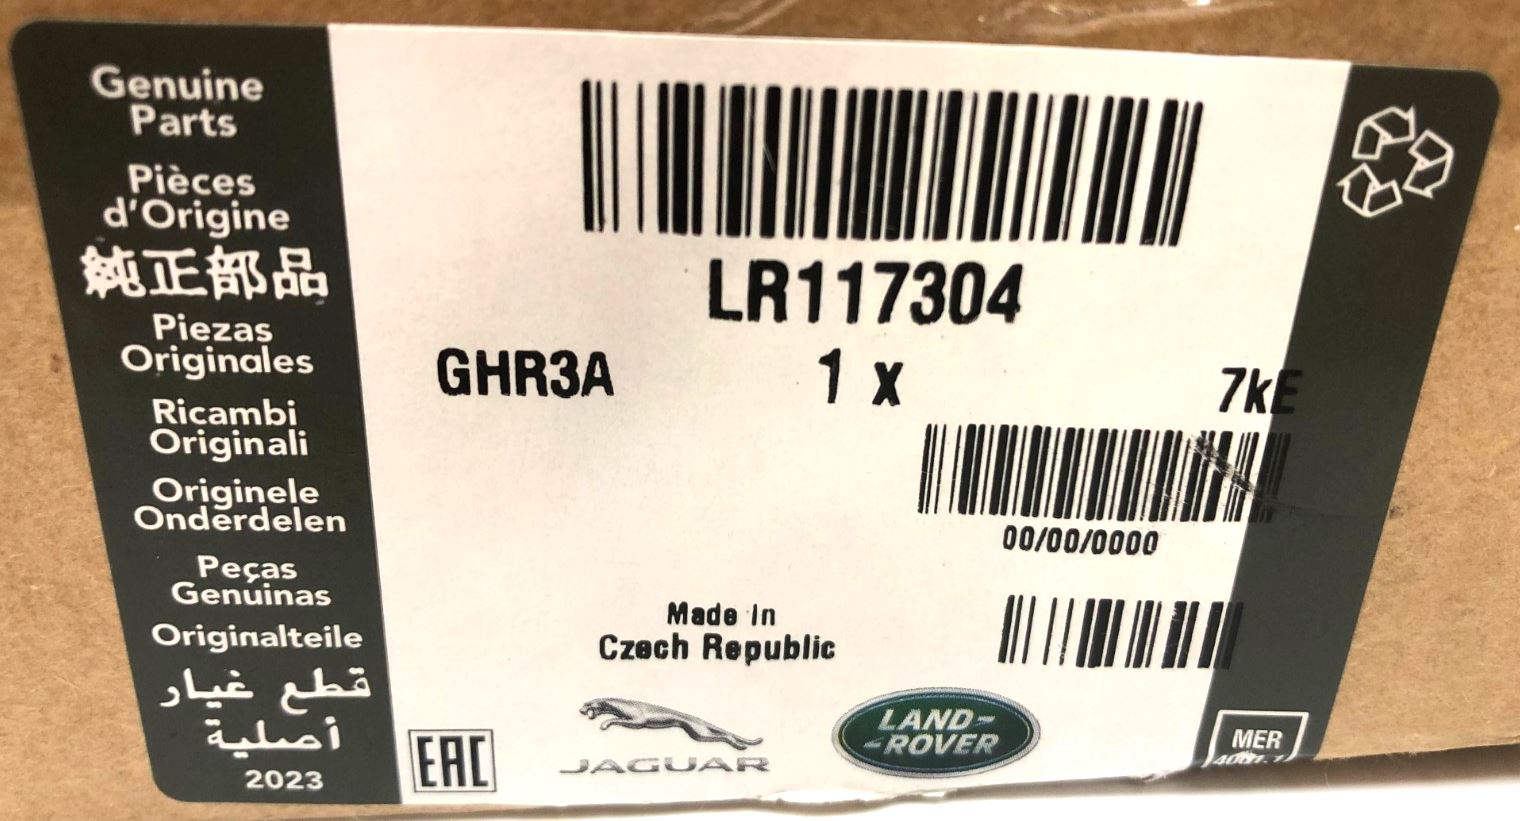 Genuine
Parts
Pièces
d'Origine
純正部品
Piezas
Originales
Ricambi
Originali
Originele
Onderdelen
Peças
Genuinas
Originalteile
قطع غيار
أصلية
2023
LR117304
GHR3A 1 x 7kE
00/00/0000
Made In
Czech Republic
EAC
JAGUAR
LAND-
-ROVER
MER